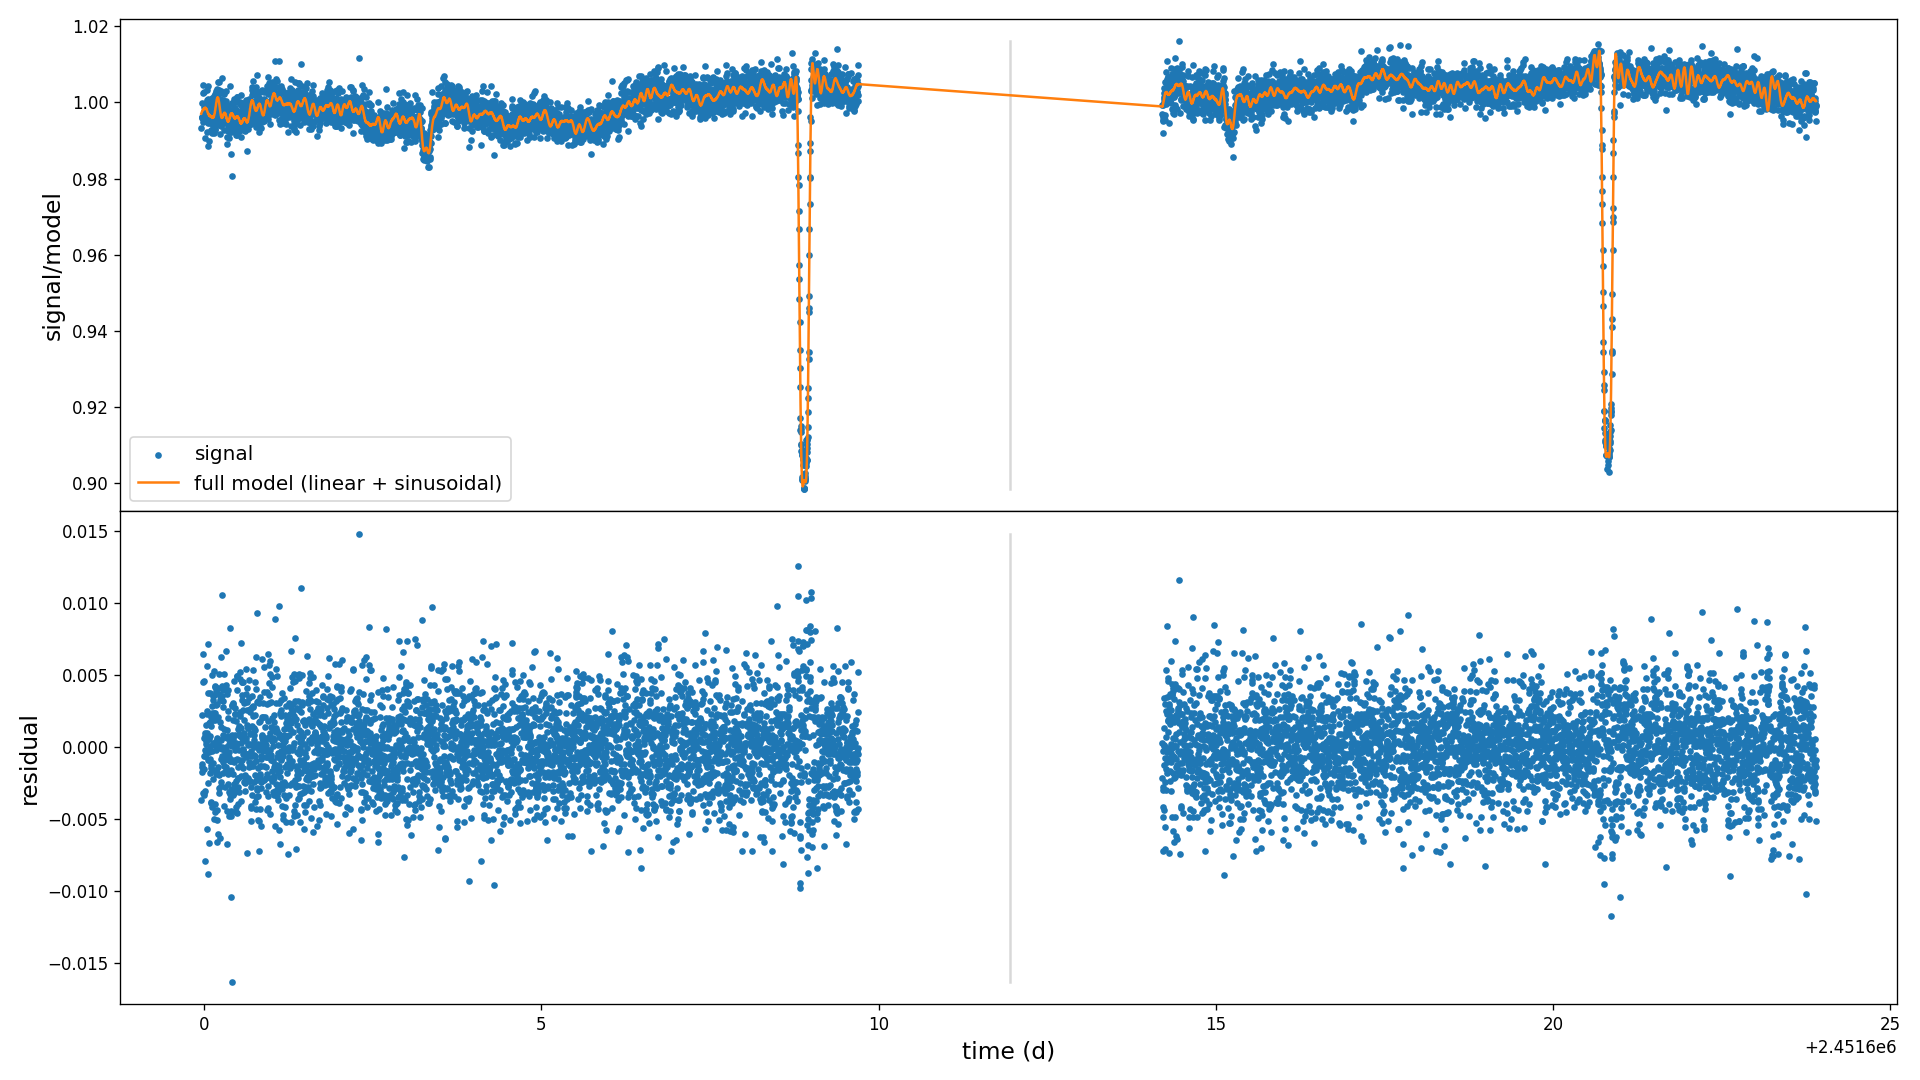 1.02
1.00
0.98
0.96
0.94
0.92
0.90
signal/model
signal
full model (linear + sinusoidal)
0.015
0.010
0.005
0.000
−0.005
−0.010
−0.015
residual
0 5 10 15 20 25
time (d)
+2.4516e6